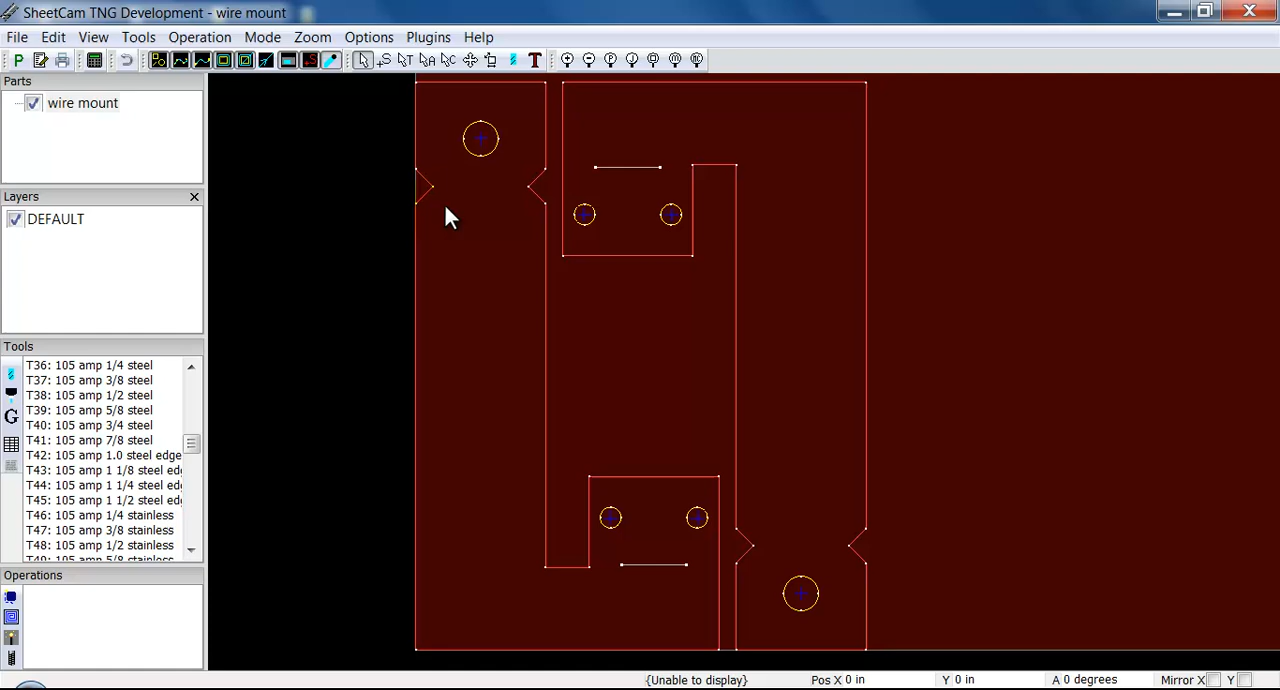 SheetCam TNG Development - wire mount
File Edit View Tools Operation Mode Zoom Options Plugins Help
P S T A C T P J
Parts
wire mount
Layers
DEFAULT
Tools
T36: 105 amp 1/4 steel
T37: 105 amp 3/8 steel
T38: 105 amp 1/2 steel
T39: 105 amp 5/8 steel
T40: 105 amp 3/4 steel
T41: 105 amp 7/8 steel
T42: 105 amp 1.0 steel edge
T43: 105 amp 1 1/8 steel ed
T44: 105 amp 1 1/4 steel ed
T45: 105 amp 1 1/2 steel ed
T46: 105 amp 1/4 stainless
T47: 105 amp 3/8 stainless
T48: 105 amp 1/2 stainless
T49: 105 amp 5/8 stainless
G
Operations
{Unable to display} Pos X 0 in Y 0 in A 0 degrees Mirror X Y